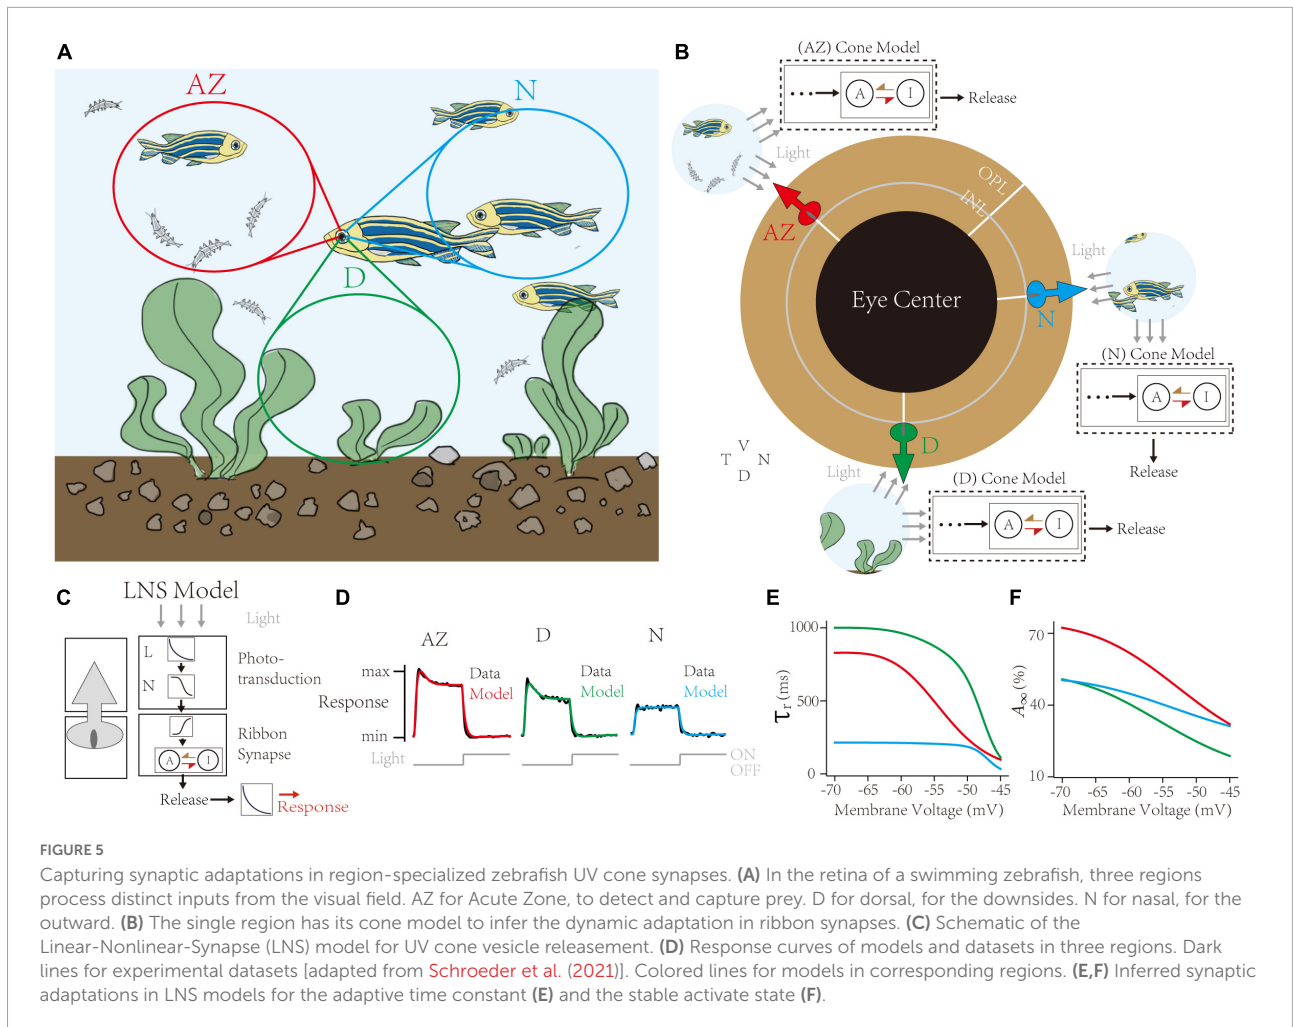 A
AZ
N
D
B
(AZ) Cone Model
A
I
Release
Light
OPL
INL
AZ
Eye Center
N
Light
(N) Cone Model
A
I
Release
D
V
T
N
D
Light
(D) Cone Model
A
I
Release
C
LNS Model
Light
L
N
Photo-
transduction
Ribbon
Synapse
A
I
Release
Response
D
AZ
D
N
max
Response
min
Data
Model
Data
Model
Data
Model
Light
ON
OFF
E
1000
500
0
τr (ms)
-70
-65
-60
-55
-50
-45
Membrane Voltage (mV)
F
70
40
10
A∞ (%)
-70
-65
-60
-55
-50
-45
Membrane Voltage (mV)
FIGURE 5
Capturing synaptic adaptations in region-specialized zebrafish UV cone synapses. (A) In the retina of a swimming zebrafish, three regions
process distinct inputs from the visual field. AZ for Acute Zone, to detect and capture prey. D for dorsal, for the downsides. N for nasal, for the
outward. (B) The single region has its cone model to infer the dynamic adaptation in ribbon synapses. (C) Schematic of the
Linear-Nonlinear-Synapse (LNS) model for UV cone vesicle releasement. (D) Response curves of models and datasets in three regions. Dark
lines for experimental datasets [adapted from Schroeder et al. (2021)]. Colored lines for models in corresponding regions. (E,F) Inferred synaptic
adaptations in LNS models for the adaptive time constant (E) and the stable activate state (F).